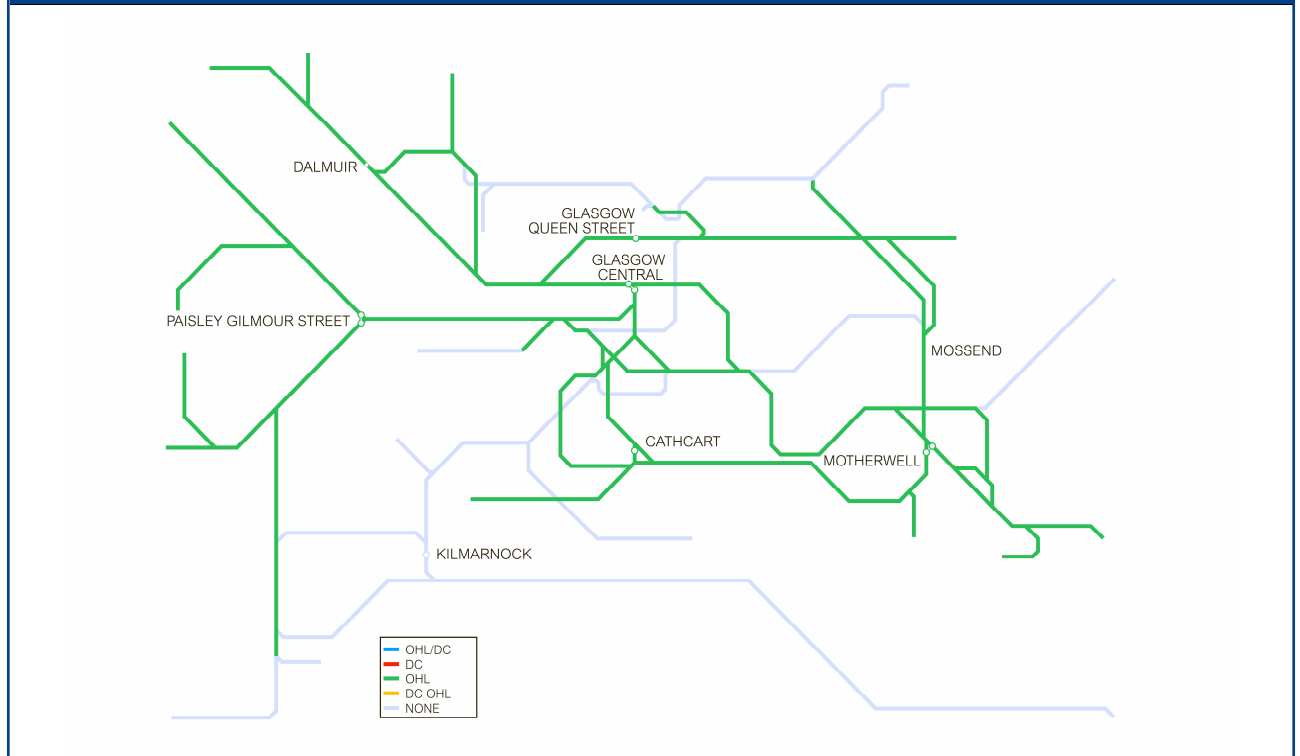 DALMUIR
GLASGOW
QUEEN STREET
GLASGOW
CENTRAL
PAISLEY GILMOUR STREET
MOSSEND
CATHCART
MOTHERWELL
KILMARNOCK
OHL/DC
DC
OHL
DC OHL
NONE